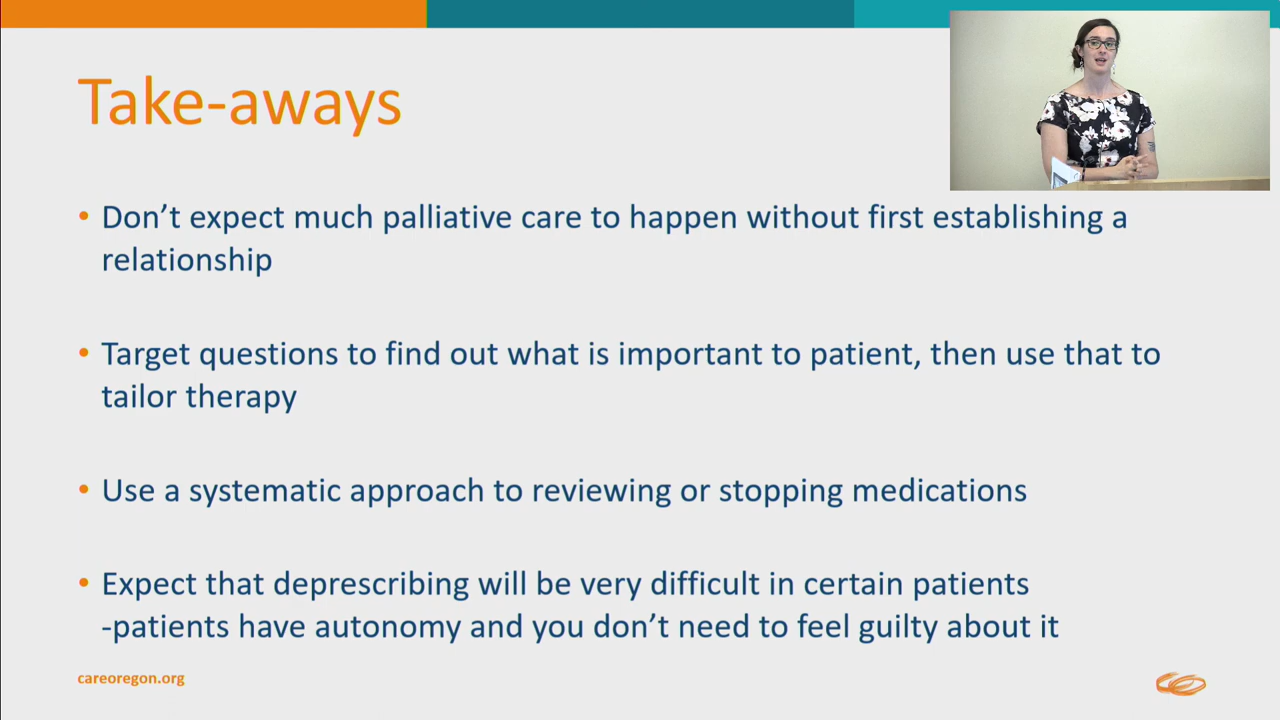 Take-aways
• Don’t expect much palliative care to happen without first establishing a
relationship
• Target questions to find out what is important to patient, then use that to
tailor therapy
• Use a systematic approach to reviewing or stopping medications
• Expect that deprescribing will be very difficult in certain patients
-patients have autonomy and you don’t need to feel guilty about it
careoregon.org